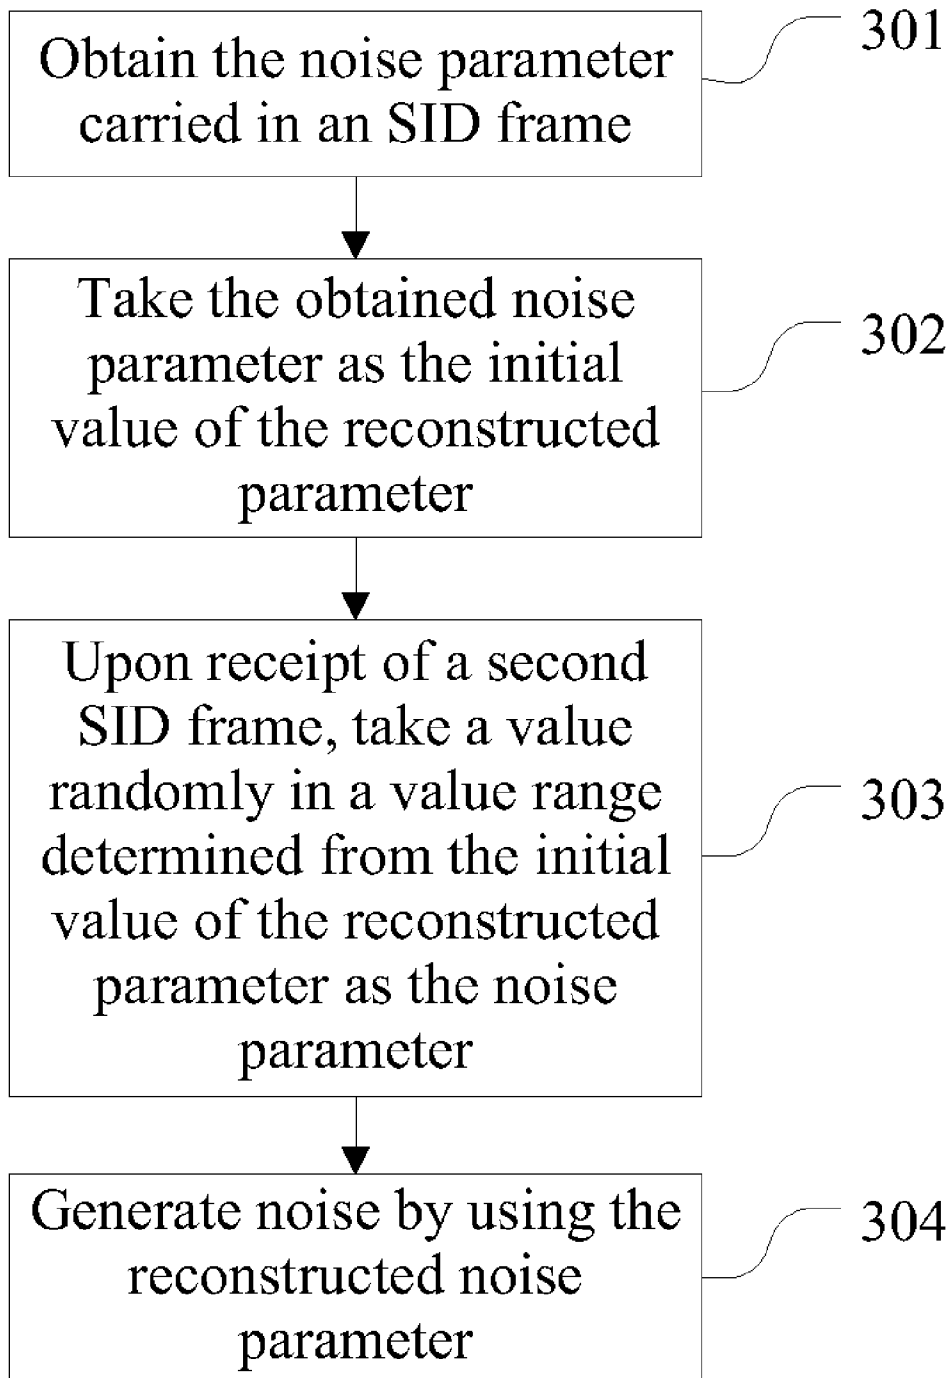 Obtain the noise parameter
carried in an SID frame
301
Take the obtained noise
parameter as the initial
value of the reconstructed
parameter
302
Upon receipt of a second
SID frame, take a value
randomly in a value range
determined from the initial
value of the reconstructed
parameter as the noise
parameter
303
Generate noise by using the
reconstructed noise
parameter
304